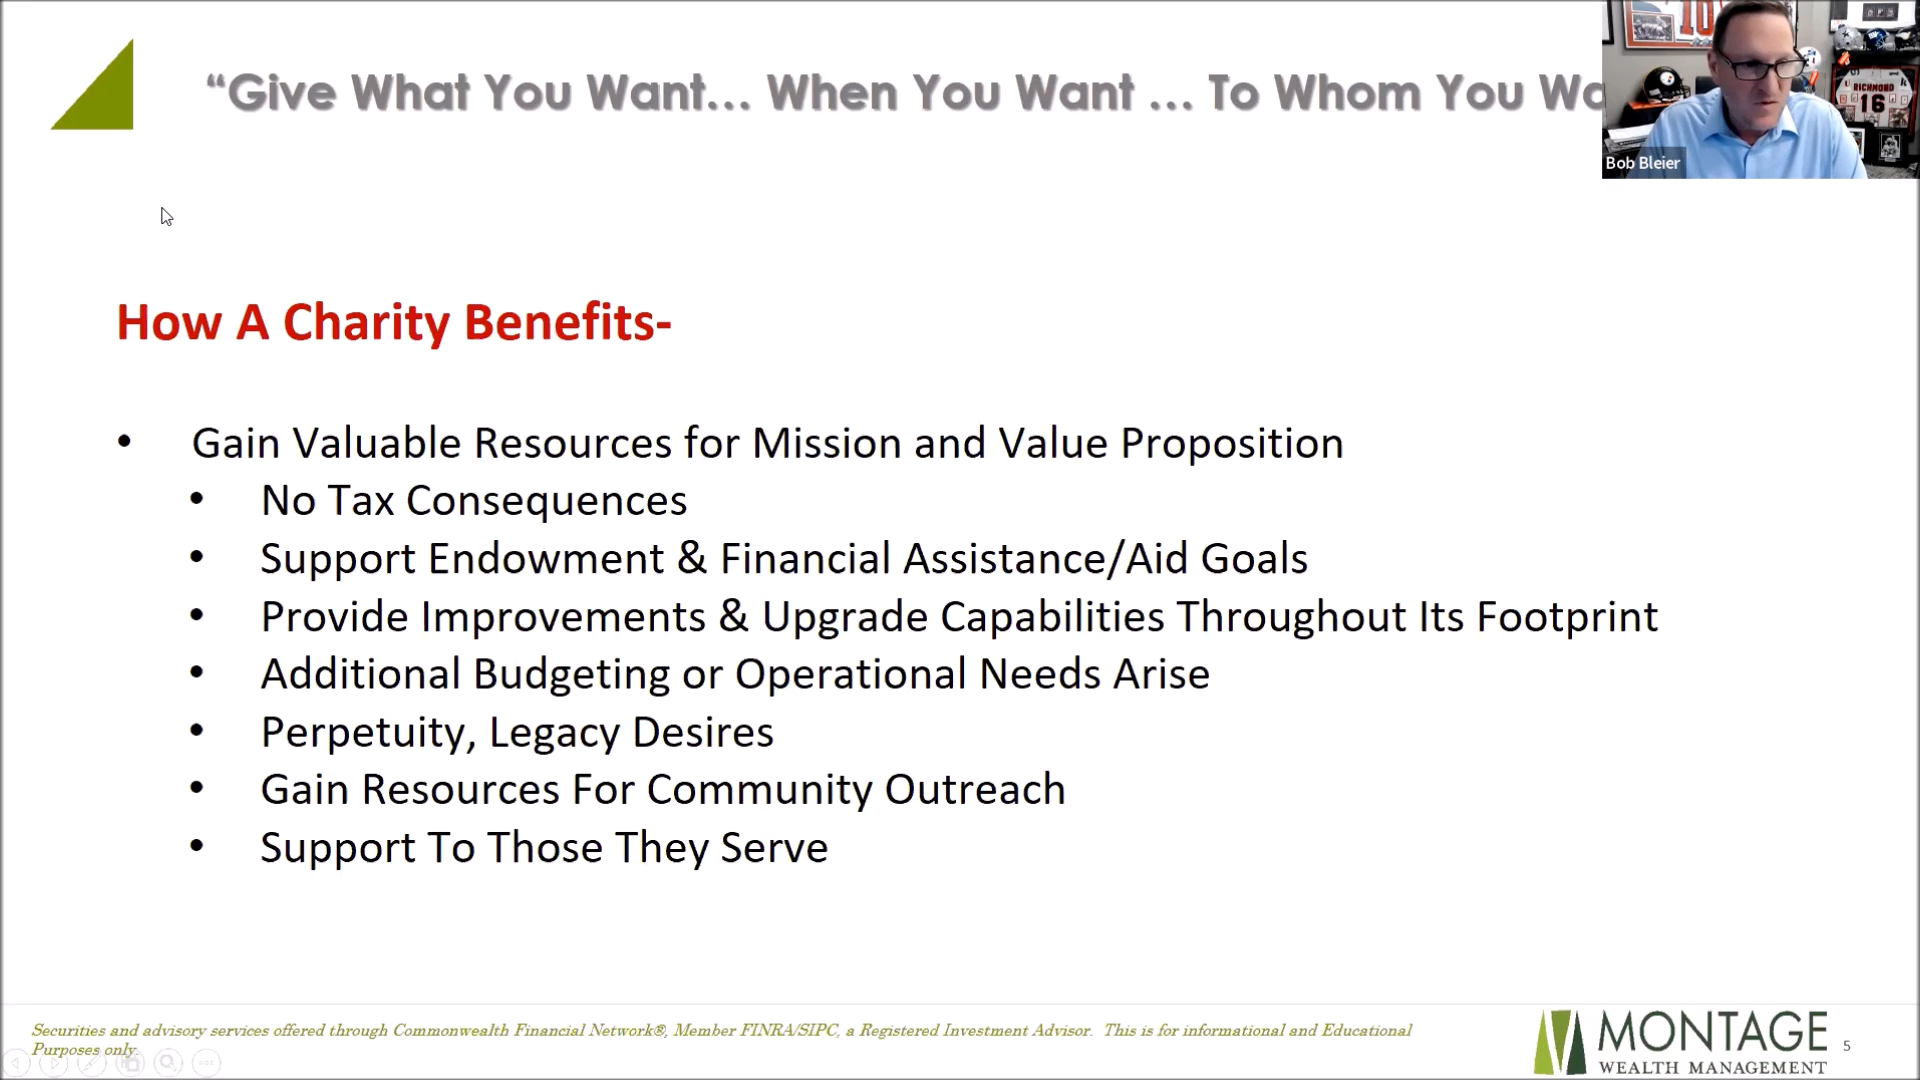 “Give What You Want... When You Want ... To Whom You Wa
16
RICHMOND
16
Bob Bleier
How A Charity Benefits-
• Gain Valuable Resources for Mission and Value Proposition
• No Tax Consequences
• Support Endowment & Financial Assistance/Aid Goals
• Provide Improvements & Upgrade Capabilities Throughout Its Footprint
• Additional Budgeting or Operational Needs Arise
• Perpetuity, Legacy Desires
• Gain Resources For Community Outreach
• Support To Those They Serve
Securities and advisory services offered through Commonwealth Financial Network®, Member FINRA/SIPC, a Registered Investment Advisor. This is for informational and Educational
Purposes only.
MONTAGE
WEALTH MANAGEMENT
5